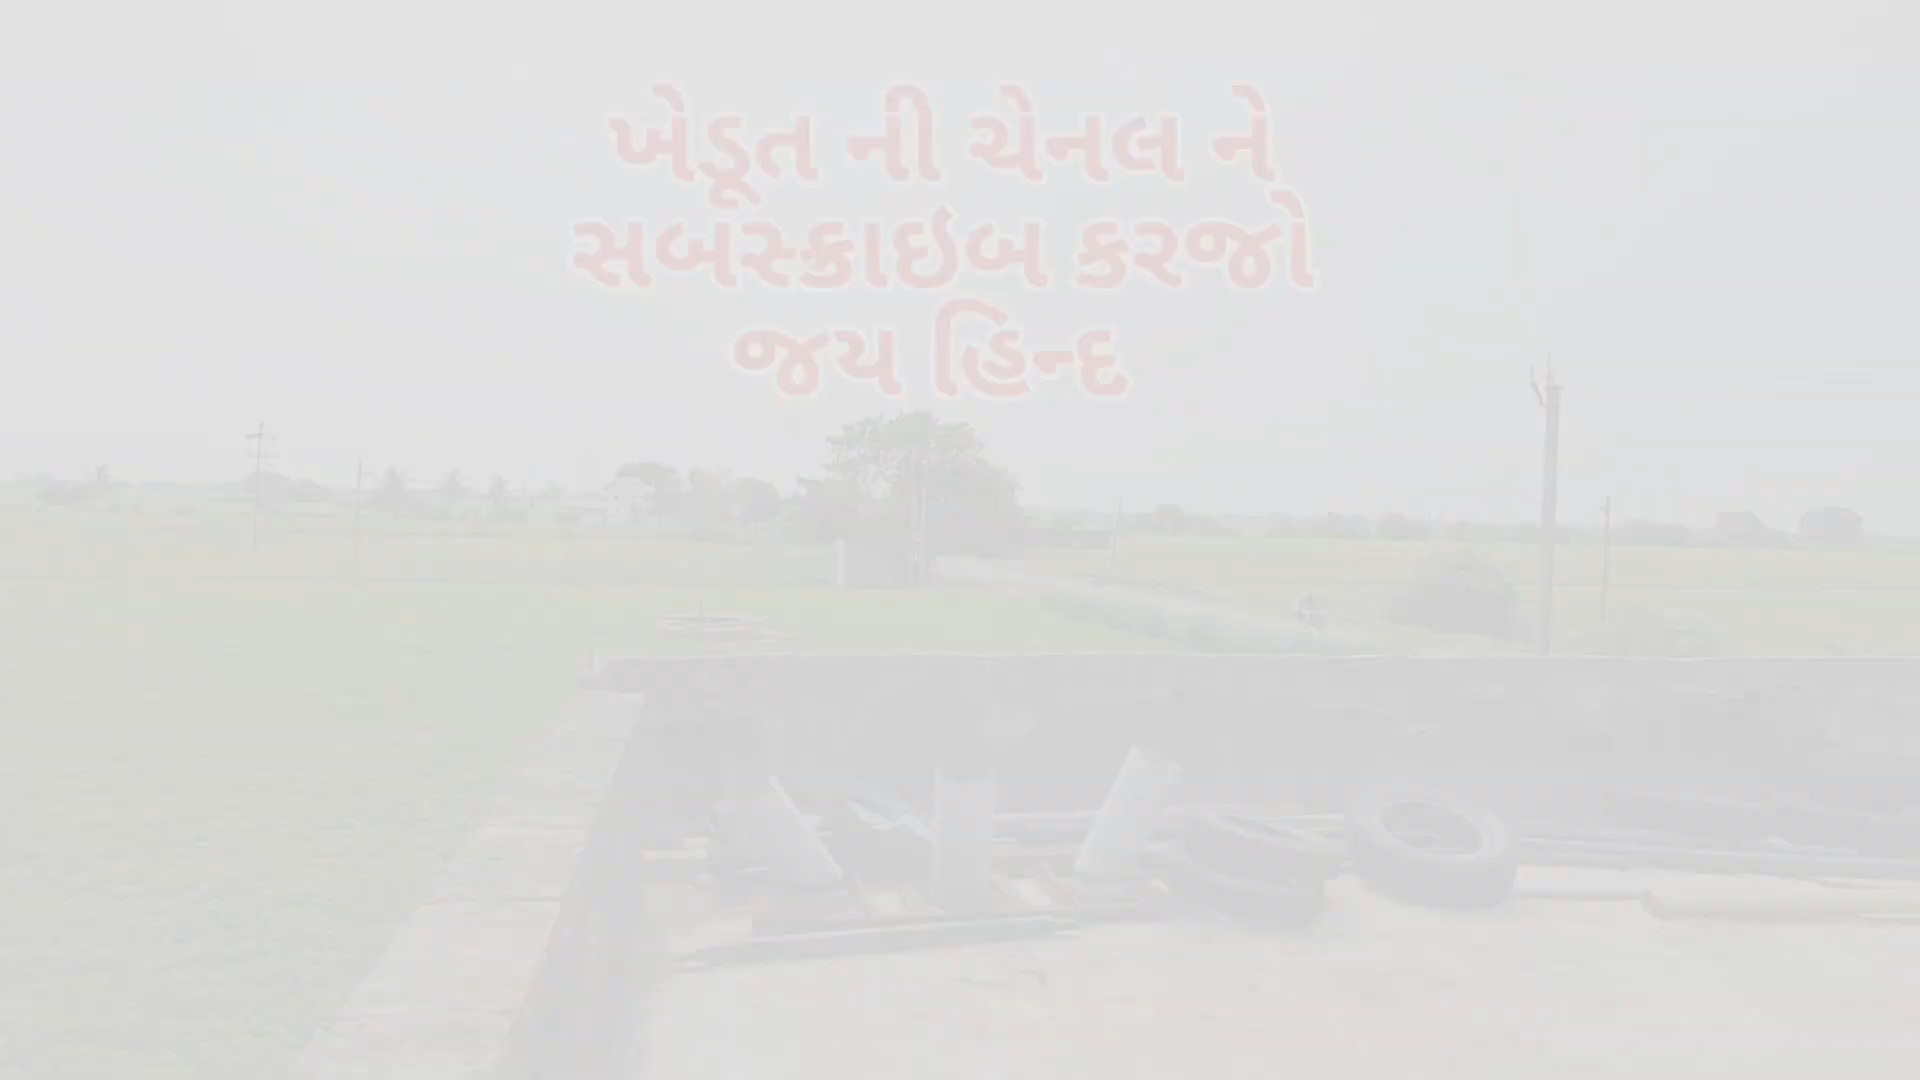 ખેડૂત ની ચેનલ ને
સબસ્ક્રાઇબ કરજો
જય હિન્દ